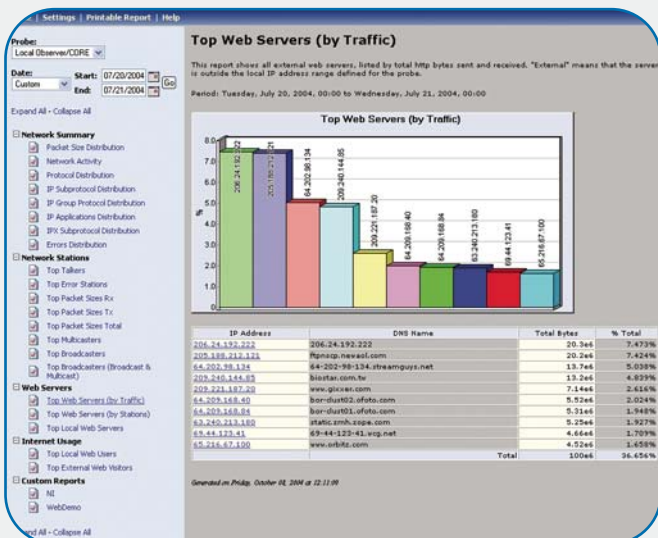 Settings | Printable Report | Help
Probe:
Local Observer/CORE
Date:
Custom
Start: 07/20/2004
End: 07/21/2004
Go
Expand All - Collapse All
Network Summary
Packet Size Distribution
Network Activity
Protocol Distribution
IP Subprotocol Distribution
IP Group Protocol Distribution
IP Applications Distribution
IPX Subprotocol Distribution
Errors Distribution
Network Stations
Top Talkers
Top Error Stations
Top Packet Sizes Rx
Top Packet Sizes Tx
Top Packet Sizes Total
Top Multicasters
Top Broadcasters
Top Broadcasters (Broadcast &
Multicast)
Web Servers
Top Web Servers (by Traffic)
Top Web Servers (by Stations)
Top Local Web Servers
Internet Usage
Top Local Web Users
Top External Web Visitors
Custom Reports
NI
WebDemo
Expand All - Collapse All
Top Web Servers (by Traffic)
This report shows all external web servers, listed by total http bytes sent and received. "External" means that the server
is outside the local IP address range defined for the probe.
Period: Tuesday, July 20, 2004, 00:00 to Wednesday, July 21, 2004, 00:00
Top Web Servers (by Traffic)
8.0
7.0
6.0
5.0
4.0
3.0
2.0
1.0
0
%
206.24.192.222
205.188.212.121
64.202.98.134
209.240.144.85
209.221.187.20
64.209.168.40
64.209.168.84
63.240.213.180
69.44.123.41
65.216.67.100
IP Address DNS Name Total Bytes % Total
206.24.192.222 206.24.192.222 20.3e6 7.473%
205.188.212.121 ftpnscp.newaol.com 20.2e6 7.424%
64.202.98.134 64-202-98-134.streamguys.net 13.7e6 5.038%
209.240.144.85 biostar.com.tw 13.2e6 4.839%
209.221.187.20 www.gixxer.com 7.14e6 2.616%
64.209.168.40 bor-dust02.ofoto.com 5.52e6 2.024%
64.209.168.84 bor-dust01.ofoto.com 5.31e6 1.948%
63.240.213.180 static.zmh.zope.com 5.25e6 1.927%
69.44.123.41 69-44-123-41.wcg.net 4.66e6 1.709%
65.216.67.100 www.orbitz.com 4.52e6 1.658%
Total 100e6 36.656%
Generated on Friday, October 08, 2004 at 12:11:09